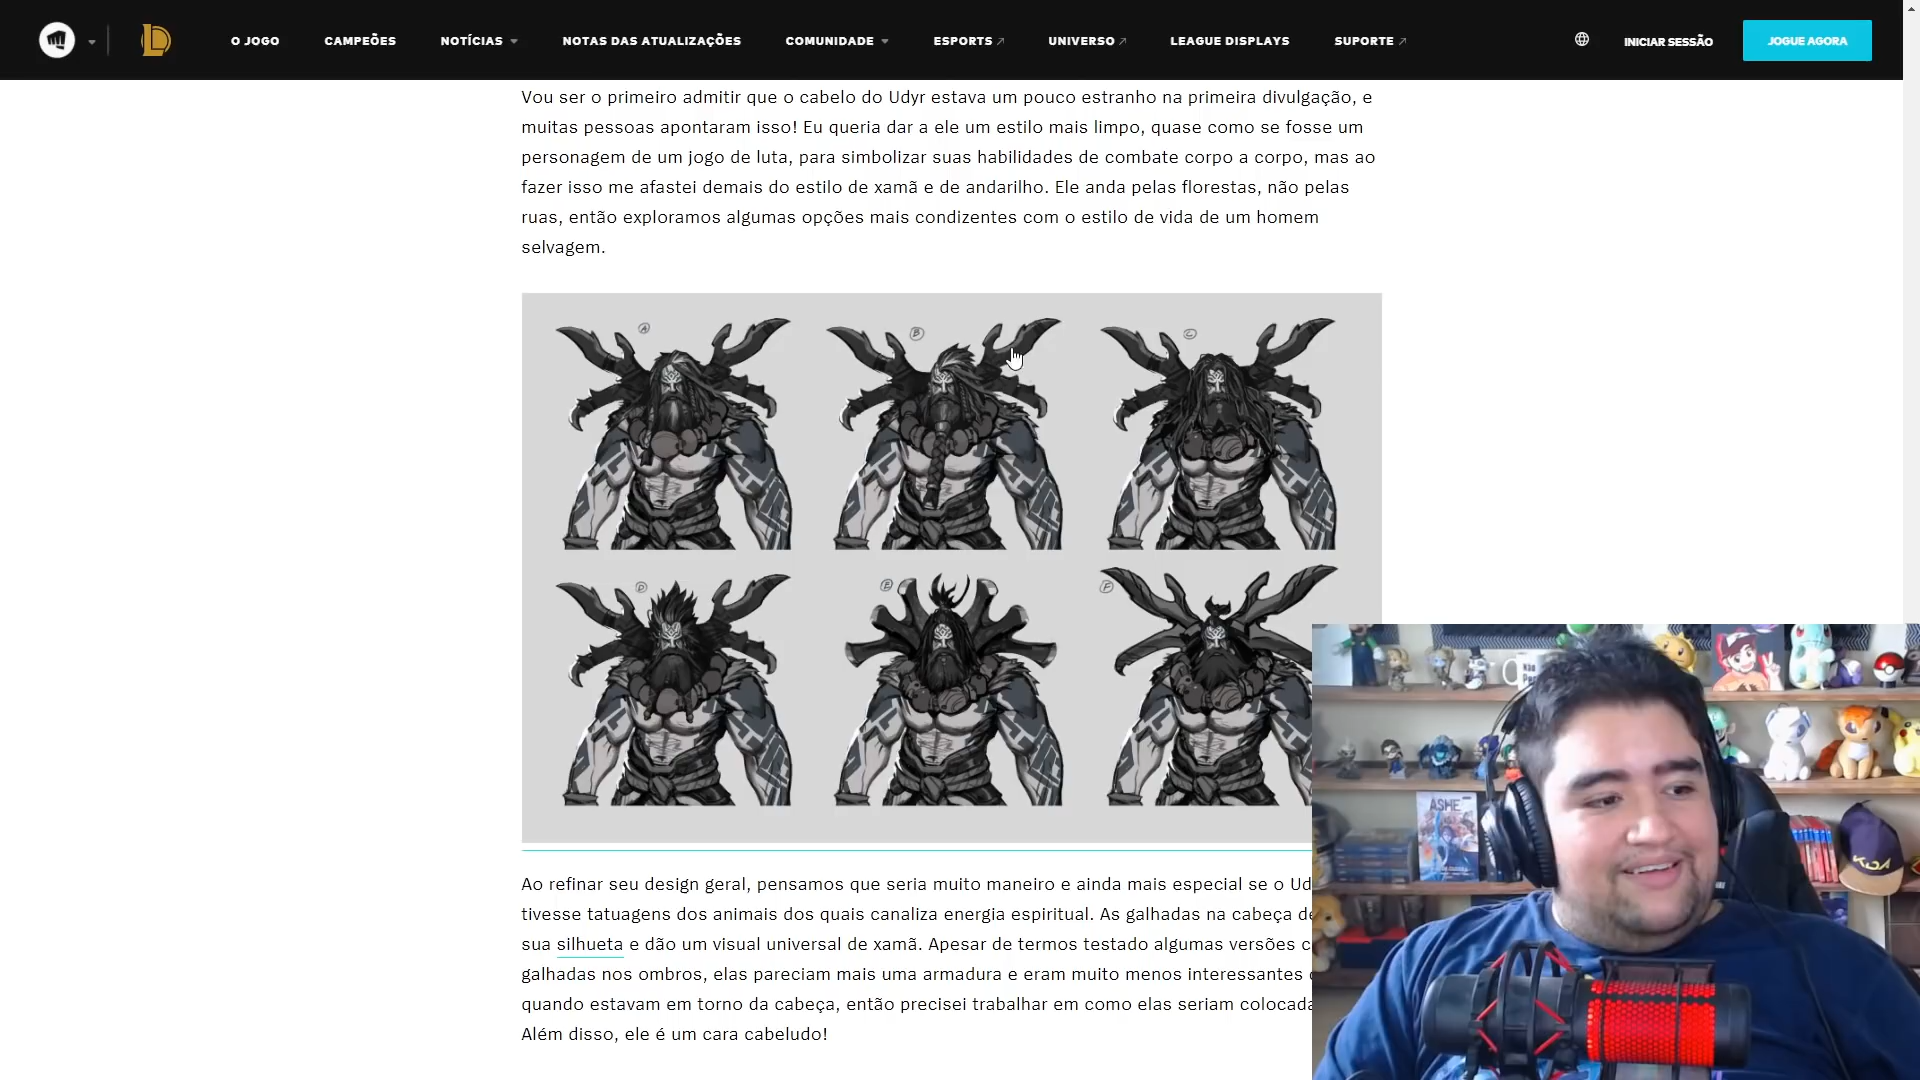 O JOGO
CAMPEÕES
NOTÍCIAS
NOTAS DAS ATUALIZAÇÕES
COMUNIDADE
ESPORTS
UNIVERSO
LEAGUE DISPLAYS
SUPORTE
INICIAR SESSÃO
JOGUE AGORA
Vou ser o primeiro admitir que o cabelo do Udyr estava um pouco estranho na primeira divulgação, e
muitas pessoas apontaram isso! Eu queria dar a ele um estilo mais limpo, quase como se fosse um
personagem de um jogo de luta, para simbolizar suas habilidades de combate corpo a corpo, mas ao
fazer isso me afastei demais do estilo de xamã e de andarilho. Ele anda pelas florestas, não pelas
ruas, então exploramos algumas opções mais condizentes com o estilo de vida de um homem
selvagem.
A
B
C
D
E
F
Ao refinar seu design geral, pensamos que seria muito maneiro e ainda mais especial se o Ud
tivesse tatuagens dos animais dos quais canaliza energia espiritual. As galhadas na cabeça
sua silhueta e dão um visual universal de xamã. Apesar de termos testado algumas versões
galhadas nos ombros, elas pareciam mais uma armadura e eram muito menos interessantes
quando estavam em torno da cabeça, então precisei trabalhar em como elas seriam colocada
Além disso, ele é um cara cabeludo!
ASHE